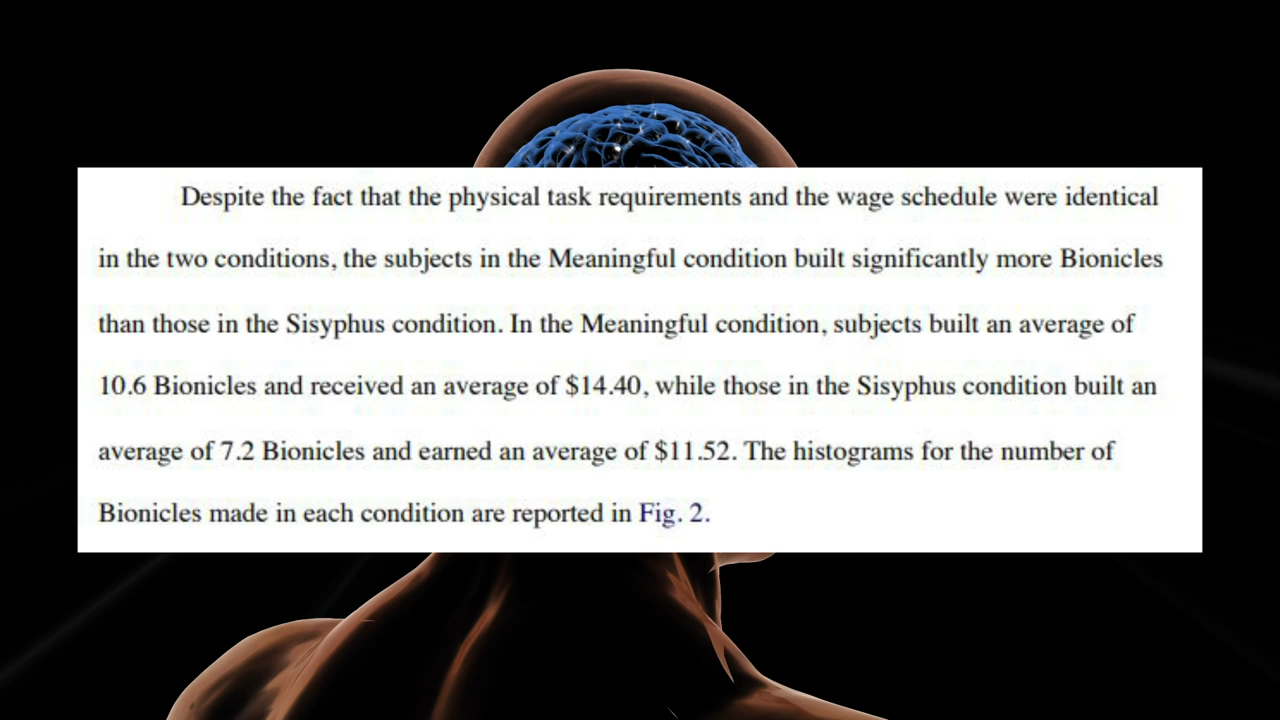 Despite the fact that the physical task requirements and the wage schedule were identical
in the two conditions, the subjects in the Meaningful condition built significantly more Bionicles
than those in the Sisyphus condition. In the Meaningful condition, subjects built an average of
10.6 Bionicles and received an average of $14.40, while those in the Sisyphus condition built an
average of 7.2 Bionicles and earned an average of $11.52. The histograms for the number of
Bionicles made in each condition are reported in Fig. 2.